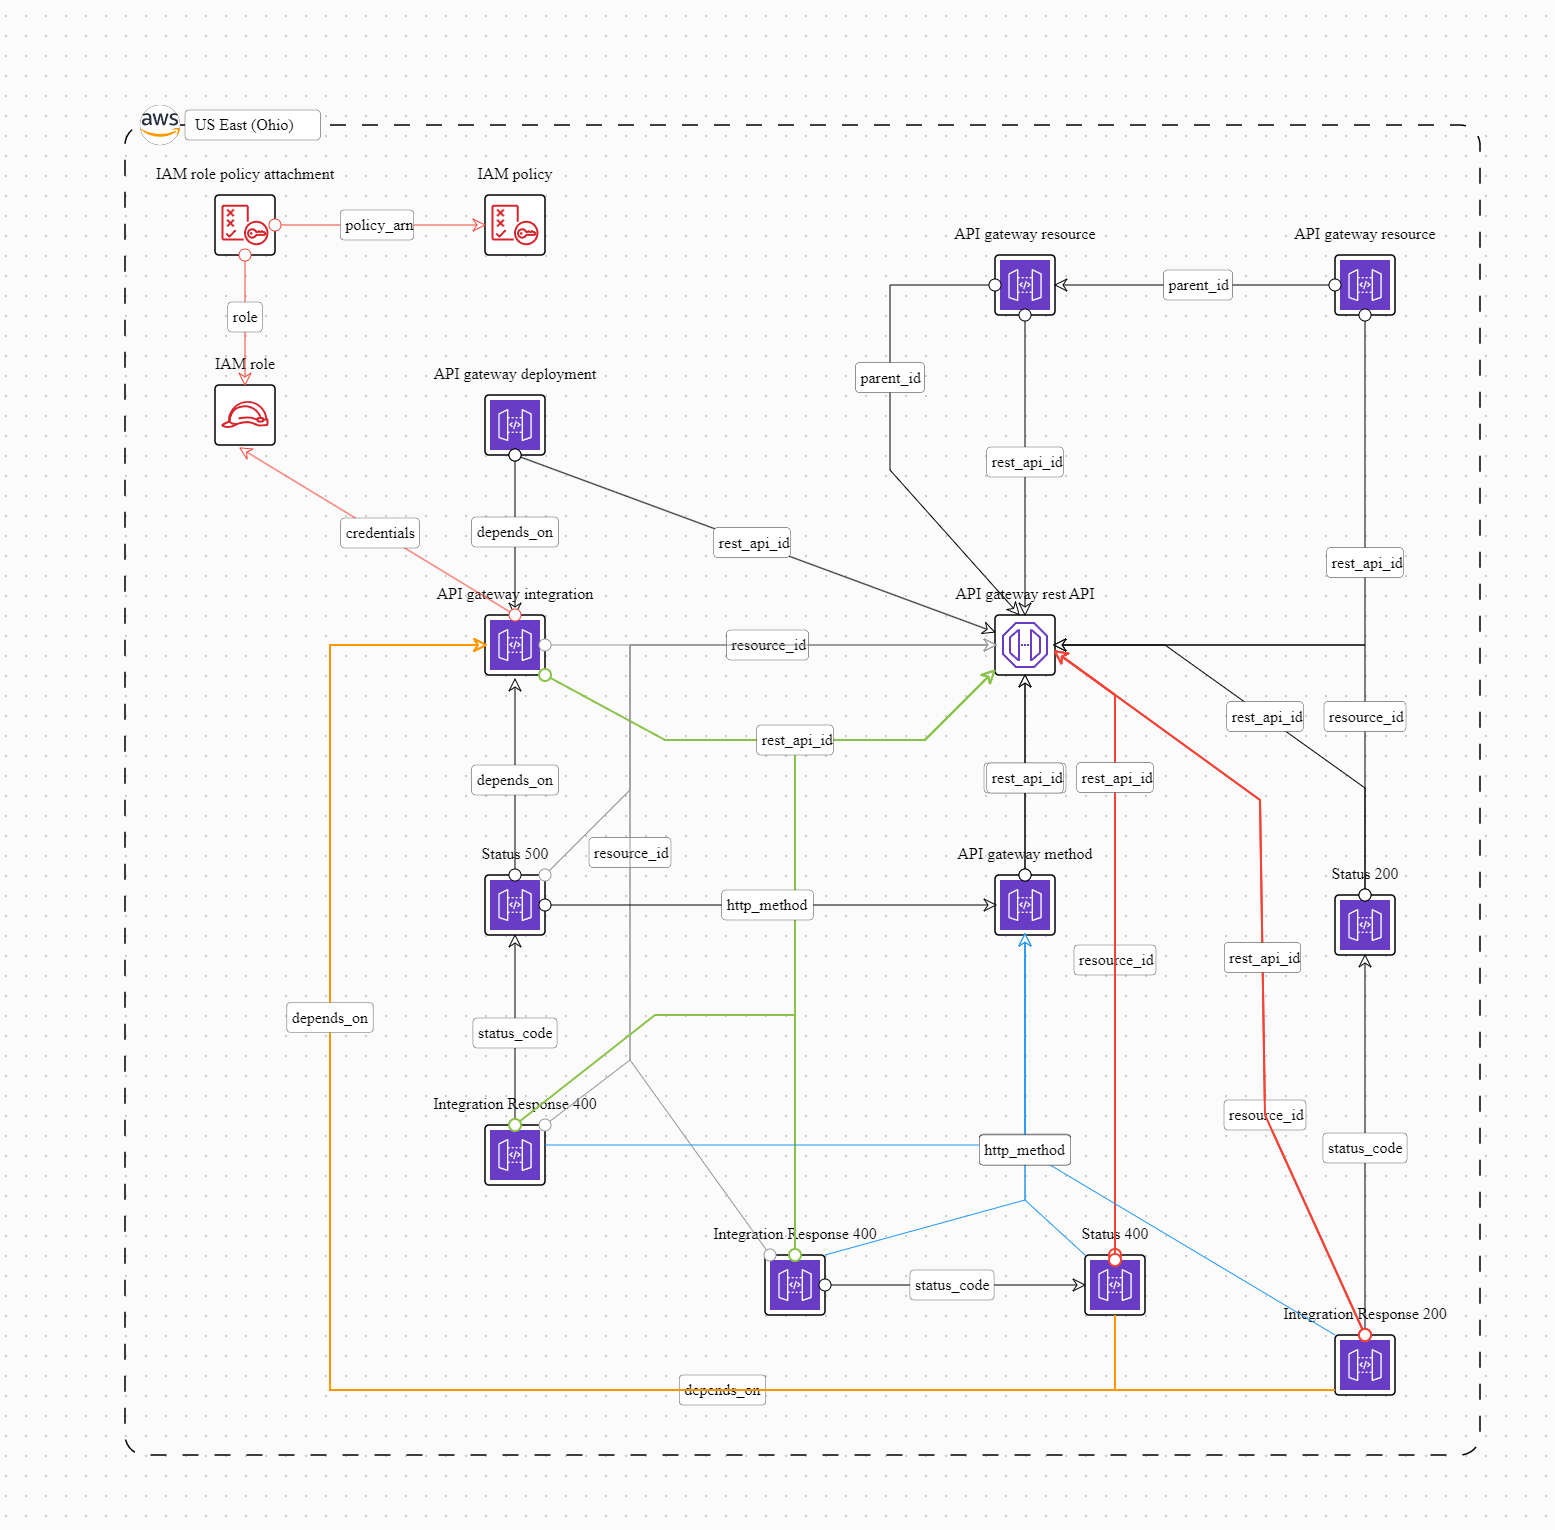 aws
US East (Ohio)
IAM role policy attachment
IAM policy
policy_arn
API gateway resource
API gateway resource
parent_id
role
IAM role
API gateway deployment
parent_id
rest_api_id
credentials
depends_on
rest_api_id
rest_api_id
API gateway integration
API gateway rest API
resource_id
rest_api_id
resource_id
rest_api_id
depends_on
rest_api_id
rest_api_id
Status 500
resource_id
API gateway method
Status 200
http_method
resource_id
rest_api_id
depends_on
status_code
Integration Response 400
resource_id
http_method
status_code
Integration Response 400
Status 400
status_code
Integration Response 200
depends_on